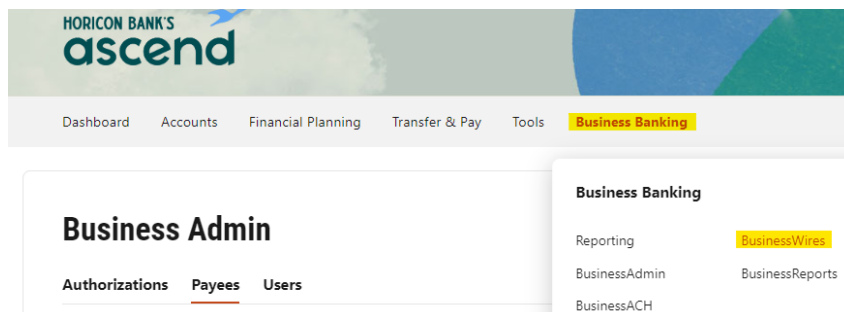 HORICON BANK'S
ascend
Dashboard Accounts Financial Planning Transfer & Pay Tools Business Banking
Business Admin
Authorizations Payees Users
Business Banking
Reporting BusinessWires
BusinessAdmin BusinessReports
BusinessACH